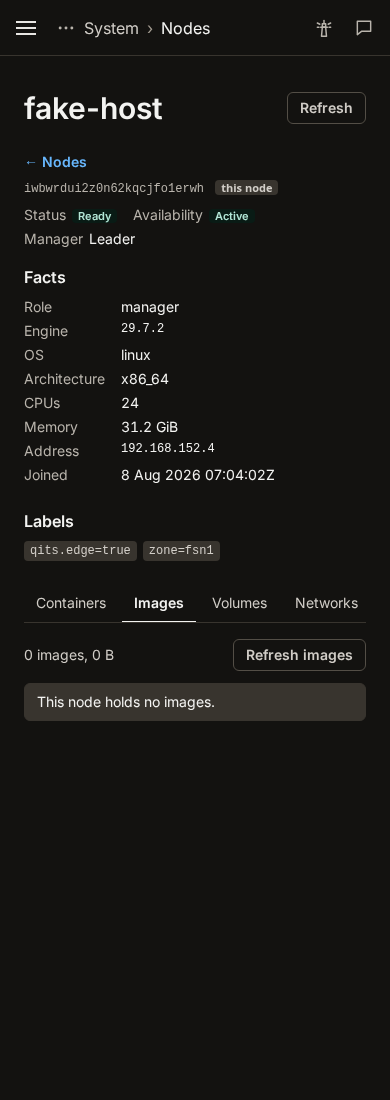 System › Nodes
fake-host
Refresh
← Nodes
iwbwrdui2z0n62kqcjfo1erwh this node
Status Ready Availability Active
Manager Leader
Facts
Role manager
Engine 29.7.2
OS linux
Architecture x86_64
CPUs 24
Memory 31.2 GiB
Address 192.168.152.4
Joined 8 Aug 2026 07:04:02Z
Labels
qits.edge=true zone=fsn1
Containers Images Volumes Networks
0 images, 0 B
Refresh images
This node holds no images.